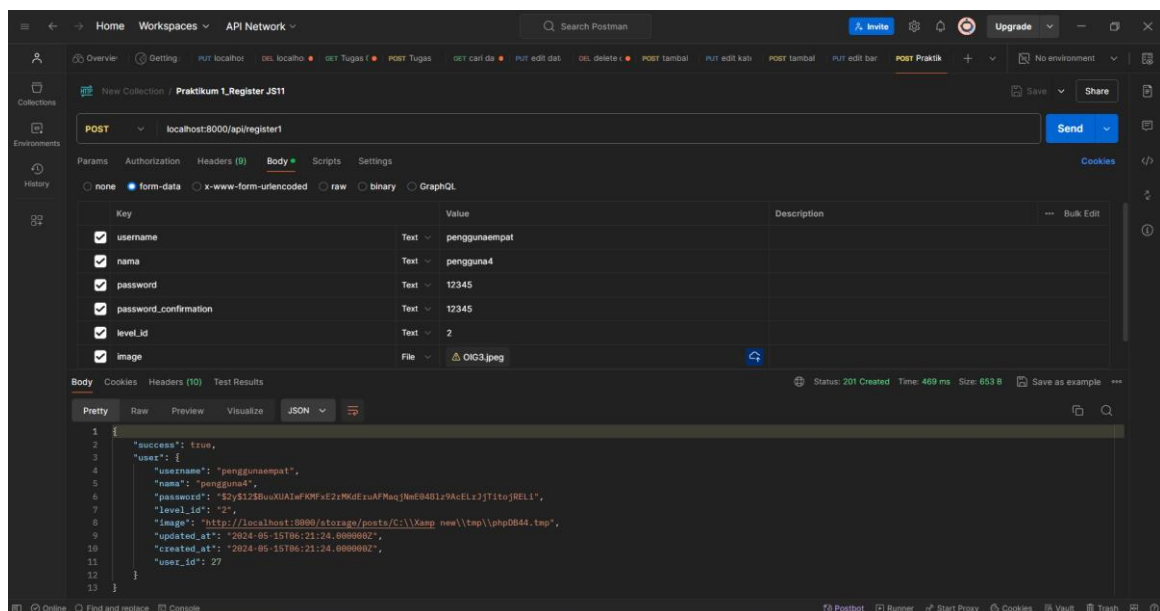 Home Workspaces API Network Search Postman Invite Upgrade
Overvie Getting PUT localhos DEL localho GET Tugas ( POST Tugas GET cari da PUT edit dat DEL delete c POST tambal PUT edit kat POST tambal PUT edit bar POST Praktik No environment
New Collection / Praktikum 1_Register JS11 Save Share
Collections
POST localhost:8000/api/register1 Send
Environments
Params Authorization Headers (9) Body Scripts Settings Cookies
History
none form-data x-www-form-urlencoded raw binary GraphQL
Key Value Description Bulk Edit
username Text penggunaempat
nama Text pengguna4
password Text 12345
password_confirmation Text 12345
level_id Text 2
image File OIG3.jpeg
Body Cookies Headers (10) Test Results Status: 201 Created Time: 469 ms Size: 653 B Save as example
Pretty Raw Preview Visualize JSON
1 {
2 "success": true,
3 "user": {
4 "username": "penggunaempat",
5 "nama": "pengguna4",
6 "password":
7 "level_id": "2",
8 "image": "http://localhost:8000/storage/posts/C:\\Xamp new\\tmp\\phpDB44.tmp",
9 "updated_at": "2024-05-15T06:21:24.000000Z",
10 "created_at": "2024-05-15T06:21:24.000000Z",
11 "user_id": 27
12 }
13 }
Online Find and replace Console Postbot Runner Start Proxy Cookies Vault Trash